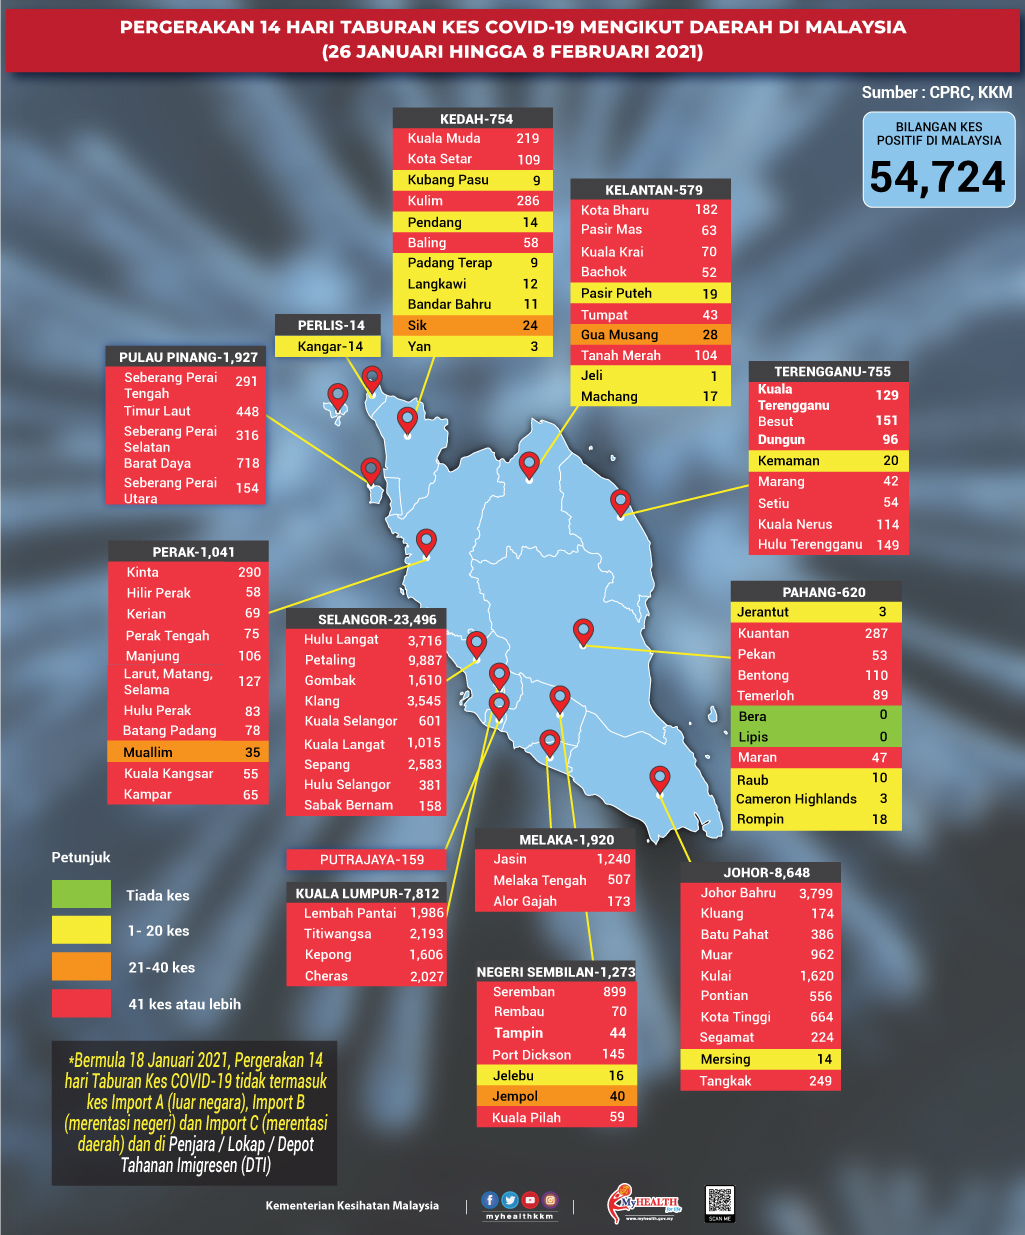 PERGERAKAN 14 HARI TABURAN KES COVID-19 MENGIKUT DAERAH DI MALAYSIA
(26 JANUARI HINGGA 8 FEBRUARI 2021)
Sumber : CPRC, KKM
BILANGAN KES
POSITIF DI MALAYSIA
54,724
KEDAH-754
Kuala Muda 219
Kota Setar 109
Kubang Pasu 9
Kulim 286
Pendang 14
Baling 58
Padang Terap 9
Langkawi 12
Bandar Bahru 11
Sik 24
Yan 3
KELANTAN-579
Kota Bharu 182
Pasir Mas 63
Kuala Krai 70
Bachok 52
Pasir Puteh 19
Tumpat 43
Gua Musang 28
Tanah Merah 104
Jeli 1
Machang 17
PERLIS-14
Kangar-14
PULAU PINANG-1,927
Seberang Perai
Tengah 291
Timur Laut 448
Seberang Perai
Selatan 316
Barat Daya 718
Seberang Perai
Utara 154
TERENGGANU-755
Kuala
Terengganu 129
Besut 151
Dungun 96
Kemaman 20
Marang 42
Setiu 54
Kuala Nerus 114
Hulu Terengganu 149
PERAK-1,041
Kinta 290
Hilir Perak 58
Kerian 69
Perak Tengah 75
Manjung 106
Larut, Matang,
Selama 127
Hulu Perak 83
Batang Padang 78
Muallim 35
Kuala Kangsar 55
Kampar 65
SELANGOR-23,496
Hulu Langat 3,716
Petaling 9,887
Gombak 1,610
Klang 3,545
Kuala Selangor 601
Kuala Langat 1,015
Sepang 2,583
Hulu Selangor 381
Sabak Bernam 158
PAHANG-620
Jerantut 3
Kuantan 287
Pekan 53
Bentong 110
Temerloh 89
Bera 0
Lipis 0
Maran 47
Raub 10
Cameron Highlands 3
Rompin 18
PUTRAJAYA-159
KUALA LUMPUR-7,812
Lembah Pantai 1,986
Titiwangsa 2,193
Kepong 1,606
Cheras 2,027
MELAKA-1,920
Jasin 1,240
Melaka Tengah 507
Alor Gajah 173
NEGERI SEMBILAN-1,273
Seremban 899
Rembau 70
Tampin 44
Port Dickson 145
Jelebu 16
Jempol 40
Kuala Pilah 59
JOHOR-8,648
Johor Bahru 3,799
Kluang 174
Batu Pahat 386
Muar 962
Kulai 1,620
Pontian 556
Kota Tinggi 664
Segamat 224
Mersing 14
Tangkak 249
Petunjuk
Tiada kes
1- 20 kes
21-40 kes
41 kes atau lebih
*Bermula 18 Januari 2021, Pergerakan 14
hari Taburan Kes COVID-19 tidak termasuk
kes Import A (luar negara), Import B
(merentasi negeri) dan Import C (merentasi
daerah) dan di Penjara / Lokap / Depot
Tahanan Imigresen (DTI)
Kementerian Kesihatan Malaysia
myhealthkkm
MyHEALTH
for life
www.myhealth.gov.my
SCAN ME